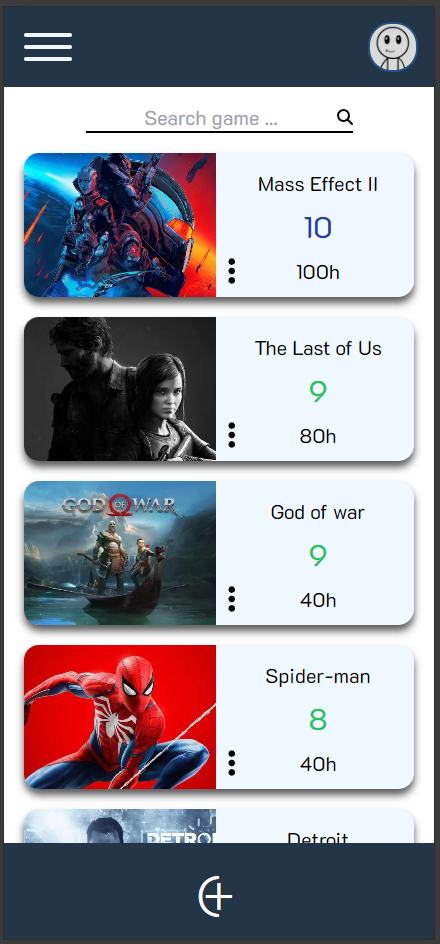 Search game ...
Mass Effect II
10
100h
The Last of Us
9
80h
GOD OF WAR
God of war
9
40h
Spider-man
8
40h
DETRO
Detroit